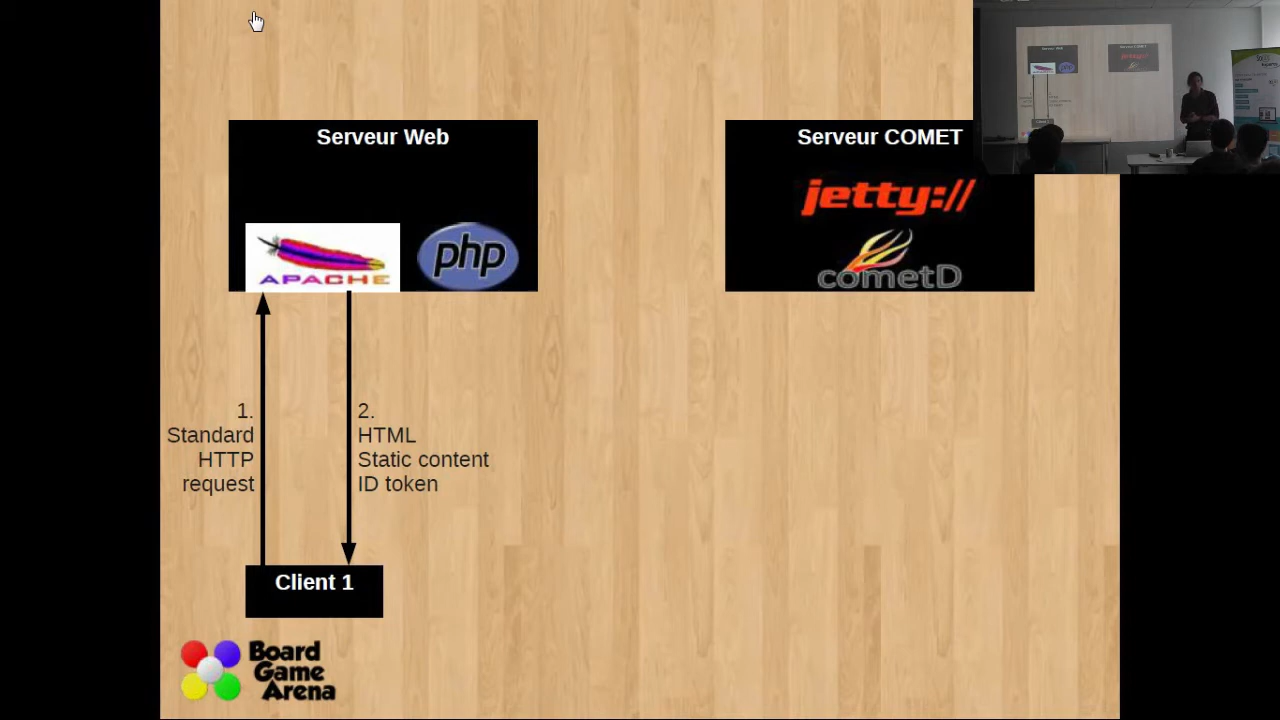 Serveur Web
APACHE
php
Serveur COMET
jetty://
cometD
1.
Standard
HTTP
request
2.
HTML
Static content
ID token
Client 1
Board
Game
Arena